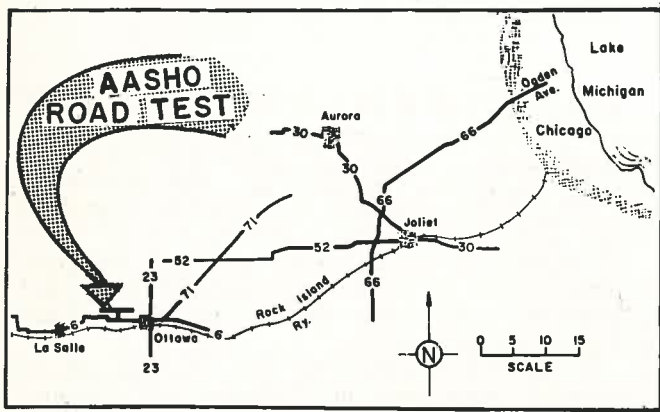 AASHO
ROAD TEST
Lake
Michigan
Ogden
Ave.
Chicago
Aurora
30
66
30
66
71
Joliet
52
52
30
23
71
66
Rock Island
Ry.
6
La Salle
Ottawa
6
23
N
0 5 10 15
SCALE